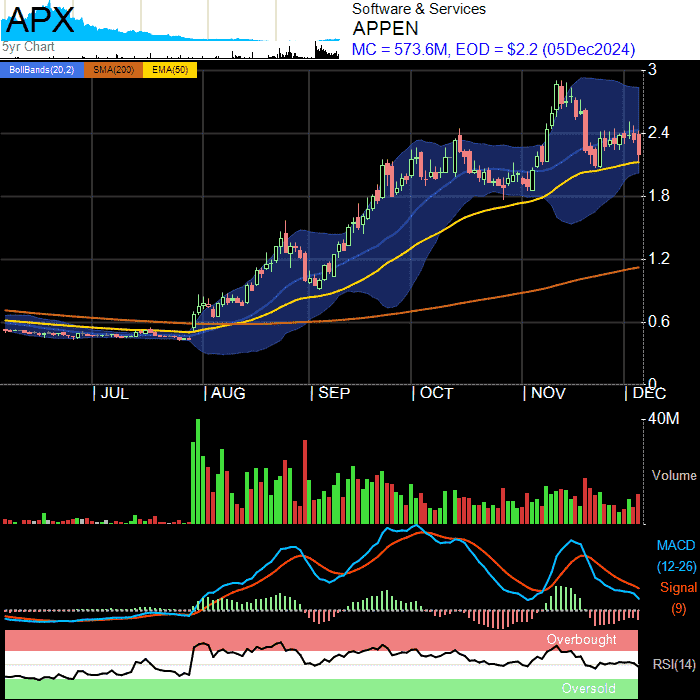 APX
5yr Chart
Software & Services
APPEN
MC = 573.6M, EOD = $2.2 (05Dec2024)
BollBands(20,2) SMA(200) EMA(50)
3
2.4
1.8
1.2
0.6
0
JUL AUG SEP OCT NOV DEC
40M
Volume
MACD
(12-26)
Signal
(9)
Overbought
RSI(14)
Oversold